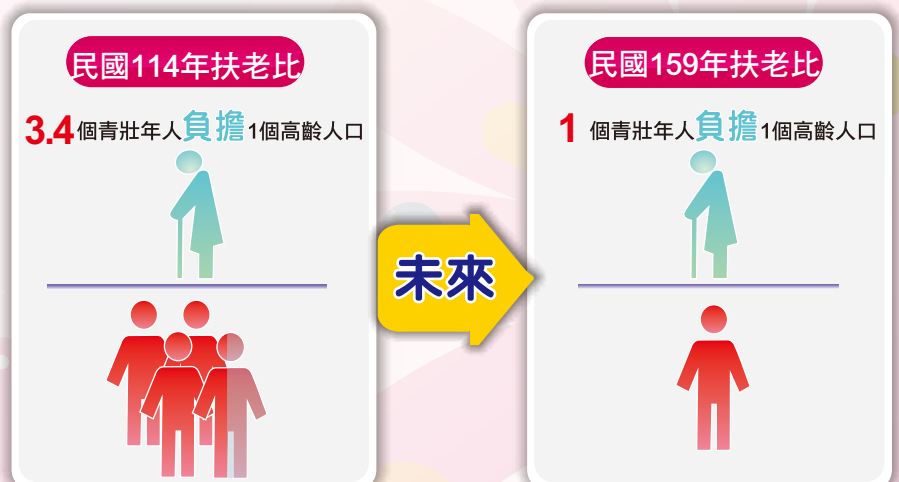 民國114年扶老比
3.4個青壯年人負擔1個高齡人口
未來
民國159年扶老比
1 個青壯年人負擔1個高齡人口